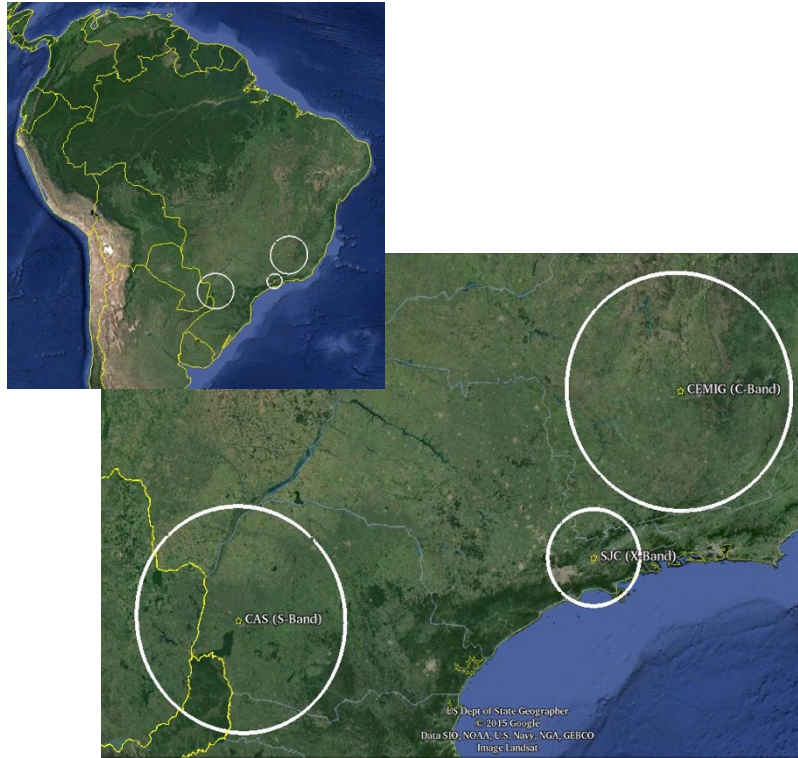 CEMIG (C-Band)
SJC (X-Band)
CAS (S-Band)
US Dept of State Geographer
© 2015 Google
Data SIO, NOAA, U.S. Navy, NGA, GEBCO
Image Landsat